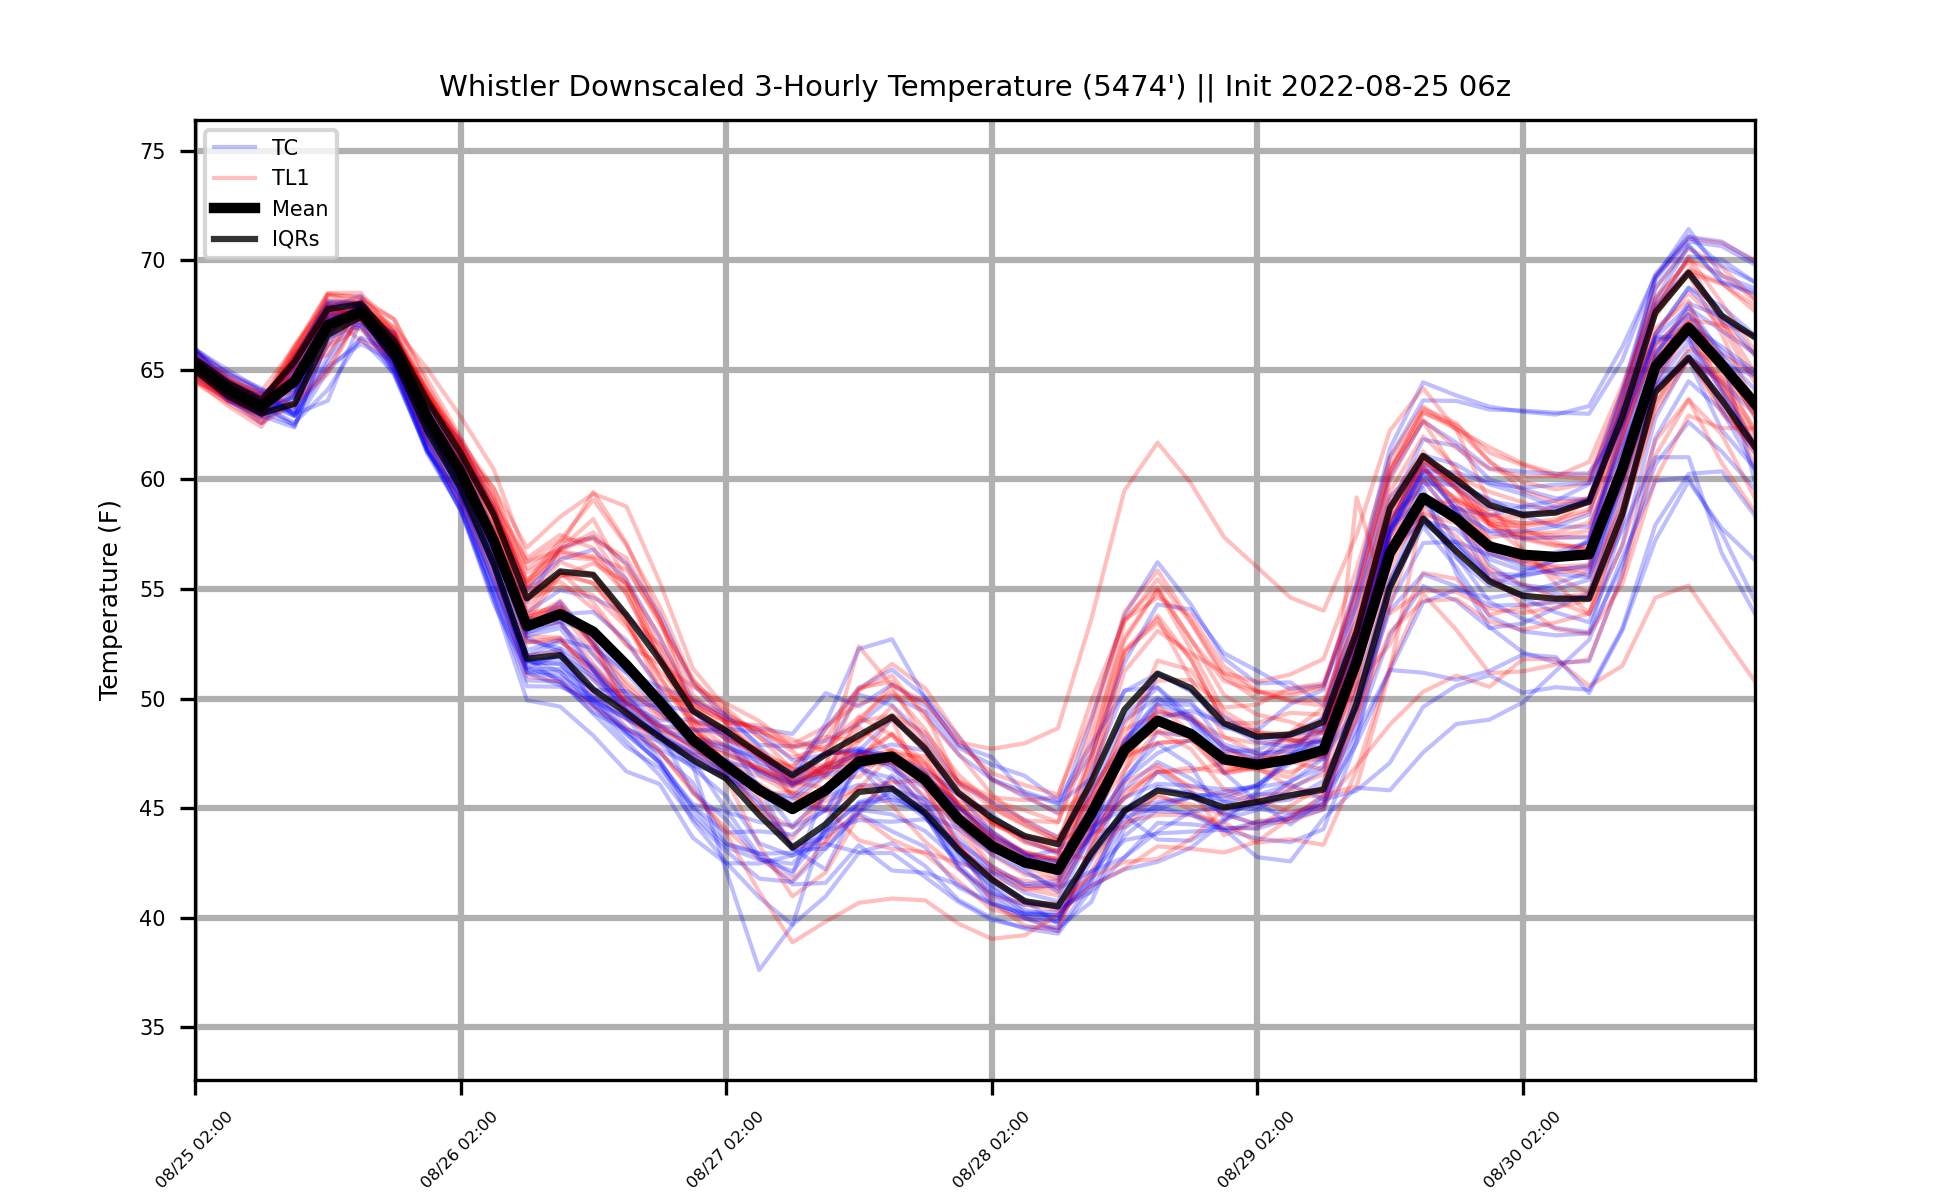 Whistler Downscaled 3-Hourly Temperature (5474') || Init 2022-08-25 06z
TC
TL1
Mean
IQRs
Temperature (F)
75
70
65
60
55
50
45
40
35
08/25 02:00
08/26 02:00
08/27 02:00
08/28 02:00
08/29 02:00
08/30 02:00